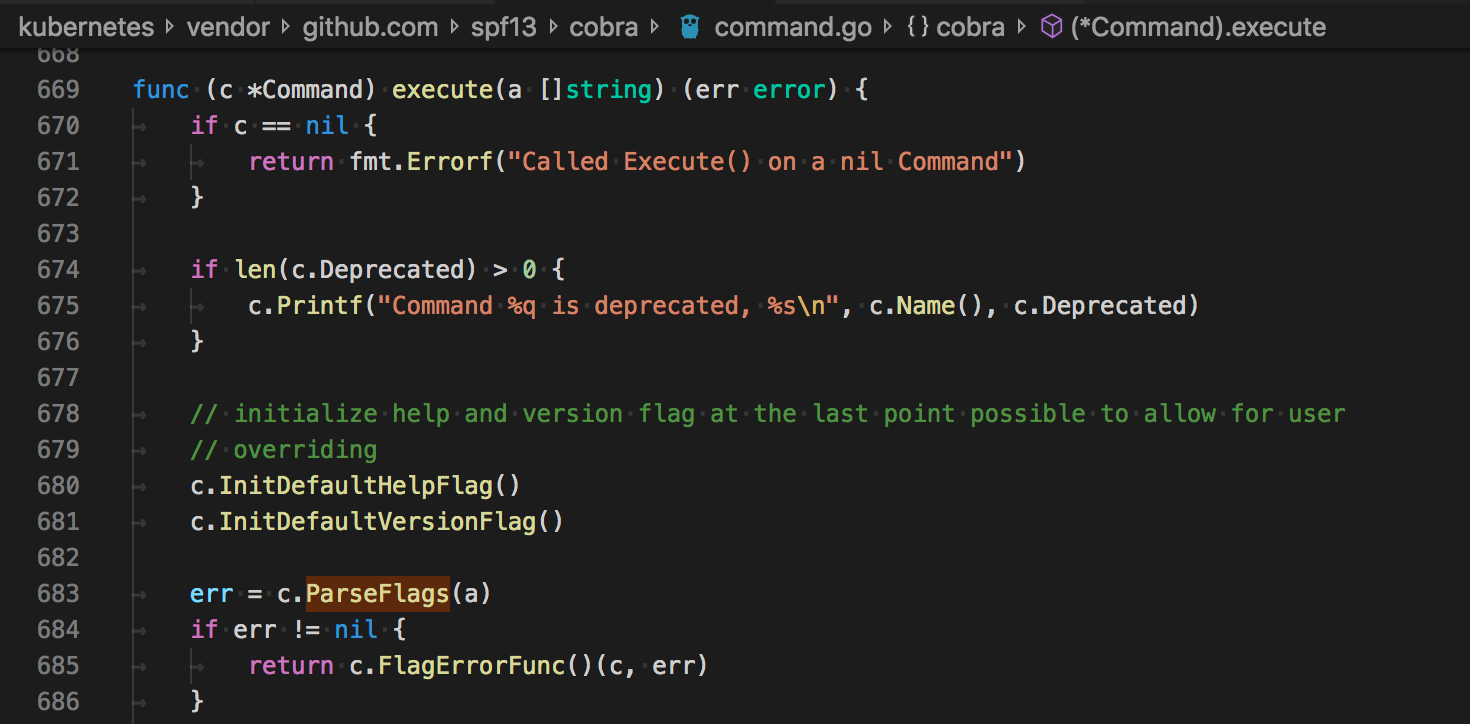 kubernetes › vendor › github.com › spf13 › cobra › command.go › {} cobra › (*Command).execute
668
669 func (c *Command) execute(a []string) (err error) {
670 if c == nil {
671 return fmt.Errorf("Called Execute() on a nil Command")
672 }
673
674 if len(c.Deprecated) > 0 {
675 c.Printf("Command %q is deprecated, %s\n", c.Name(), c.Deprecated)
676 }
677
678 // initialize help and version flag at the last point possible to allow for user
679 // overriding
680 c.InitDefaultHelpFlag()
681 c.InitDefaultVersionFlag()
682
683 err = c.ParseFlags(a)
684 if err != nil {
685 return c.FlagErrorFunc()(c, err)
686 }